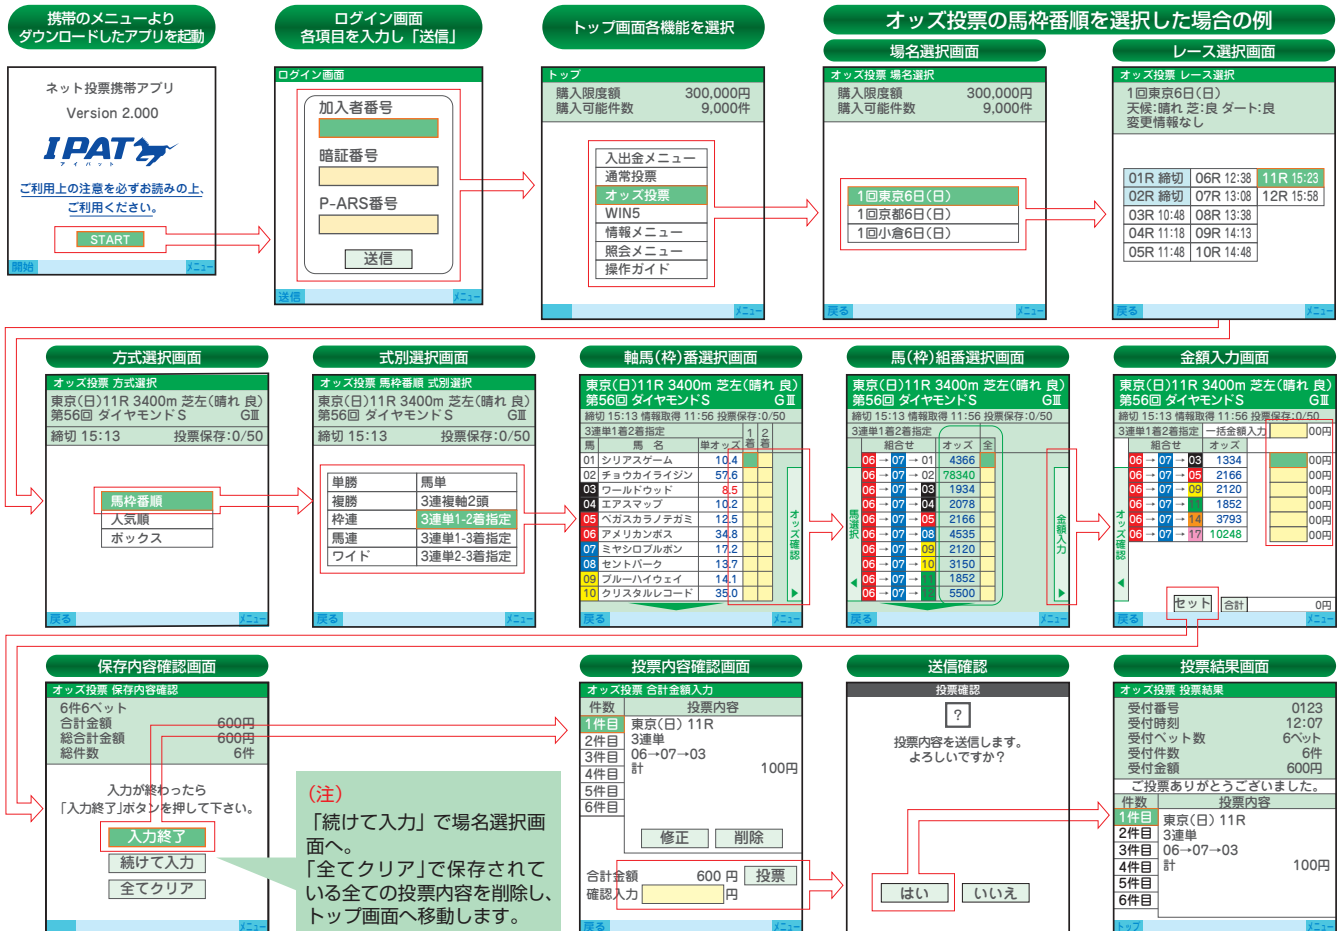 携帯のメニューより
ダウンロードしたアプリを起動
ログイン画面
各項目を入力し「送信」
トップ画面各機能を選択
オッズ投票の馬枠番順を選択した場合の例
場名選択画面
レース選択画面
ネット投票携帯アプリ
Version 2.000
IPAT
アイパット
ご利用上の注意を必ずお読みの上、
ご利用ください。
START
開始 メニュー
ログイン画面
加入者番号
暗証番号
P-ARS番号
送信
送信 メニュー
トップ
購入限度額 300,000円
購入可能件数 9,000件
入出金メニュー
通常投票
オッズ投票
WIN5
情報メニュー
照会メニュー
操作ガイド
メニュー
オッズ投票 場名選択
購入限度額 300,000円
購入可能件数 9,000件
1回東京6日(日)
1回京都6日(日)
1回小倉6日(日)
戻る メニュー
オッズ投票 レース選択
1回東京6日(日)
天候:晴れ 芝:良 ダート:良
変更情報なし
01R 締切 06R 12:38 11R 15:23
02R 締切 07R 13:08 12R 15:58
03R 10:48 08R 13:38
04R 11:18 09R 14:13
05R 11:48 10R 14:48
戻る メニュー
方式選択画面
オッズ投票 方式選択
東京(日)11R 3400m 芝左(晴れ 良)
第56回 ダイヤモンドS GⅢ
締切 15:13 投票保存:0/50
馬枠番順
人気順
ボックス
戻る メニュー
式別選択画面
オッズ投票 馬枠番順 式別選択
東京(日)11R 3400m 芝左(晴れ 良)
第56回 ダイヤモンドS GⅢ
締切 15:13 投票保存:0/50
単勝 馬単
複勝 3連複軸2頭
枠連 3連単1-2着指定
馬連 3連単1-3着指定
ワイド 3連単2-3着指定
戻る メニュー
軸馬(枠)番選択画面
東京(日)11R 3400m 芝左(晴れ 良)
第56回 ダイヤモンドS GⅢ
締切 15:13 情報取得 11:56 投票保存:0/50
3連単1着2着指定 1着 2着
馬 馬 名 単オッズ
01 シリアスゲーム 10.4
02 チョウカイライジン 57.6
03 ワールドウッド 8.5
04 エアスマップ 10.2
05 ペガスカラノテガミ 12.5
06 アメリカンボス 34.8
07 ミヤシロブルボン 17.2
08 セントパーク 13.7
09 ブルーハイウェイ 14.1
10 クリスタルレコード 35.0
オッズ確認
戻る メニュー
馬(枠)組番選択画面
東京(日)11R 3400m 芝左(晴れ 良)
第56回 ダイヤモンドS GⅢ
締切 15:13 情報取得 11:56 投票保存:0/50
3連単1着2着指定
組合せ オッズ 全
06→07→01 4366
06→07→02 78340
06→07→03 1934
06→07→04 2078
06→07→05 2166
06→07→08 4535
06→07→09 2120
06→07→10 3150
06→07→11 1852
06→07→12 5500
馬選択
金額入力
戻る メニュー
金額入力画面
東京(日)11R 3400m 芝左(晴れ 良)
第56回 ダイヤモンドS GⅢ
締切 15:13 情報取得 11:56 投票保存:0/50
3連単1着2着指定 一括金額入力 00円
組合せ オッズ
06→07→03 1334 00円
06→07→05 2166 00円
06→07→09 2120 00円
06→07→11 1852 00円
06→07→14 3793 00円
06→07→17 10248 00円
オッズ確認
セット 合計 0円
戻る メニュー
保存内容確認画面
オッズ投票 保存内容確認
6件6ベット
合計金額 600円
総合計金額 600円
総件数 6件
入力が終わったら
「入力終了」ボタンを押して下さい。
入力終了
続けて入力
全てクリア
メニュー
(注)
「続けて入力」で場名選択画
面へ。
「全てクリア」で保存されて
いる全ての投票内容を削除し、
トップ画面へ移動します。
投票内容確認画面
オッズ投票 合計金額入力
件数 投票内容
1件目 東京(日) 11R
2件目 3連単
3件目 06→07→03
4件目 計 100円
5件目
6件目
修正 削除
合計金額 600 円 投票
確認入力 円
戻る メニュー
送信確認
投票確認
?
投票内容を送信します。
よろしいですか？
はい いいえ
投票結果画面
オッズ投票 投票結果
受付番号 0123
受付時刻 12:07
受付ベット数 6ベット
受付件数 6件
受付金額 600円
ご投票ありがとうございました。
件数 投票内容
1件目 東京(日) 11R
2件目 3連単
3件目 06→07→03
4件目 計 100円
5件目
6件目
トップ メニュー